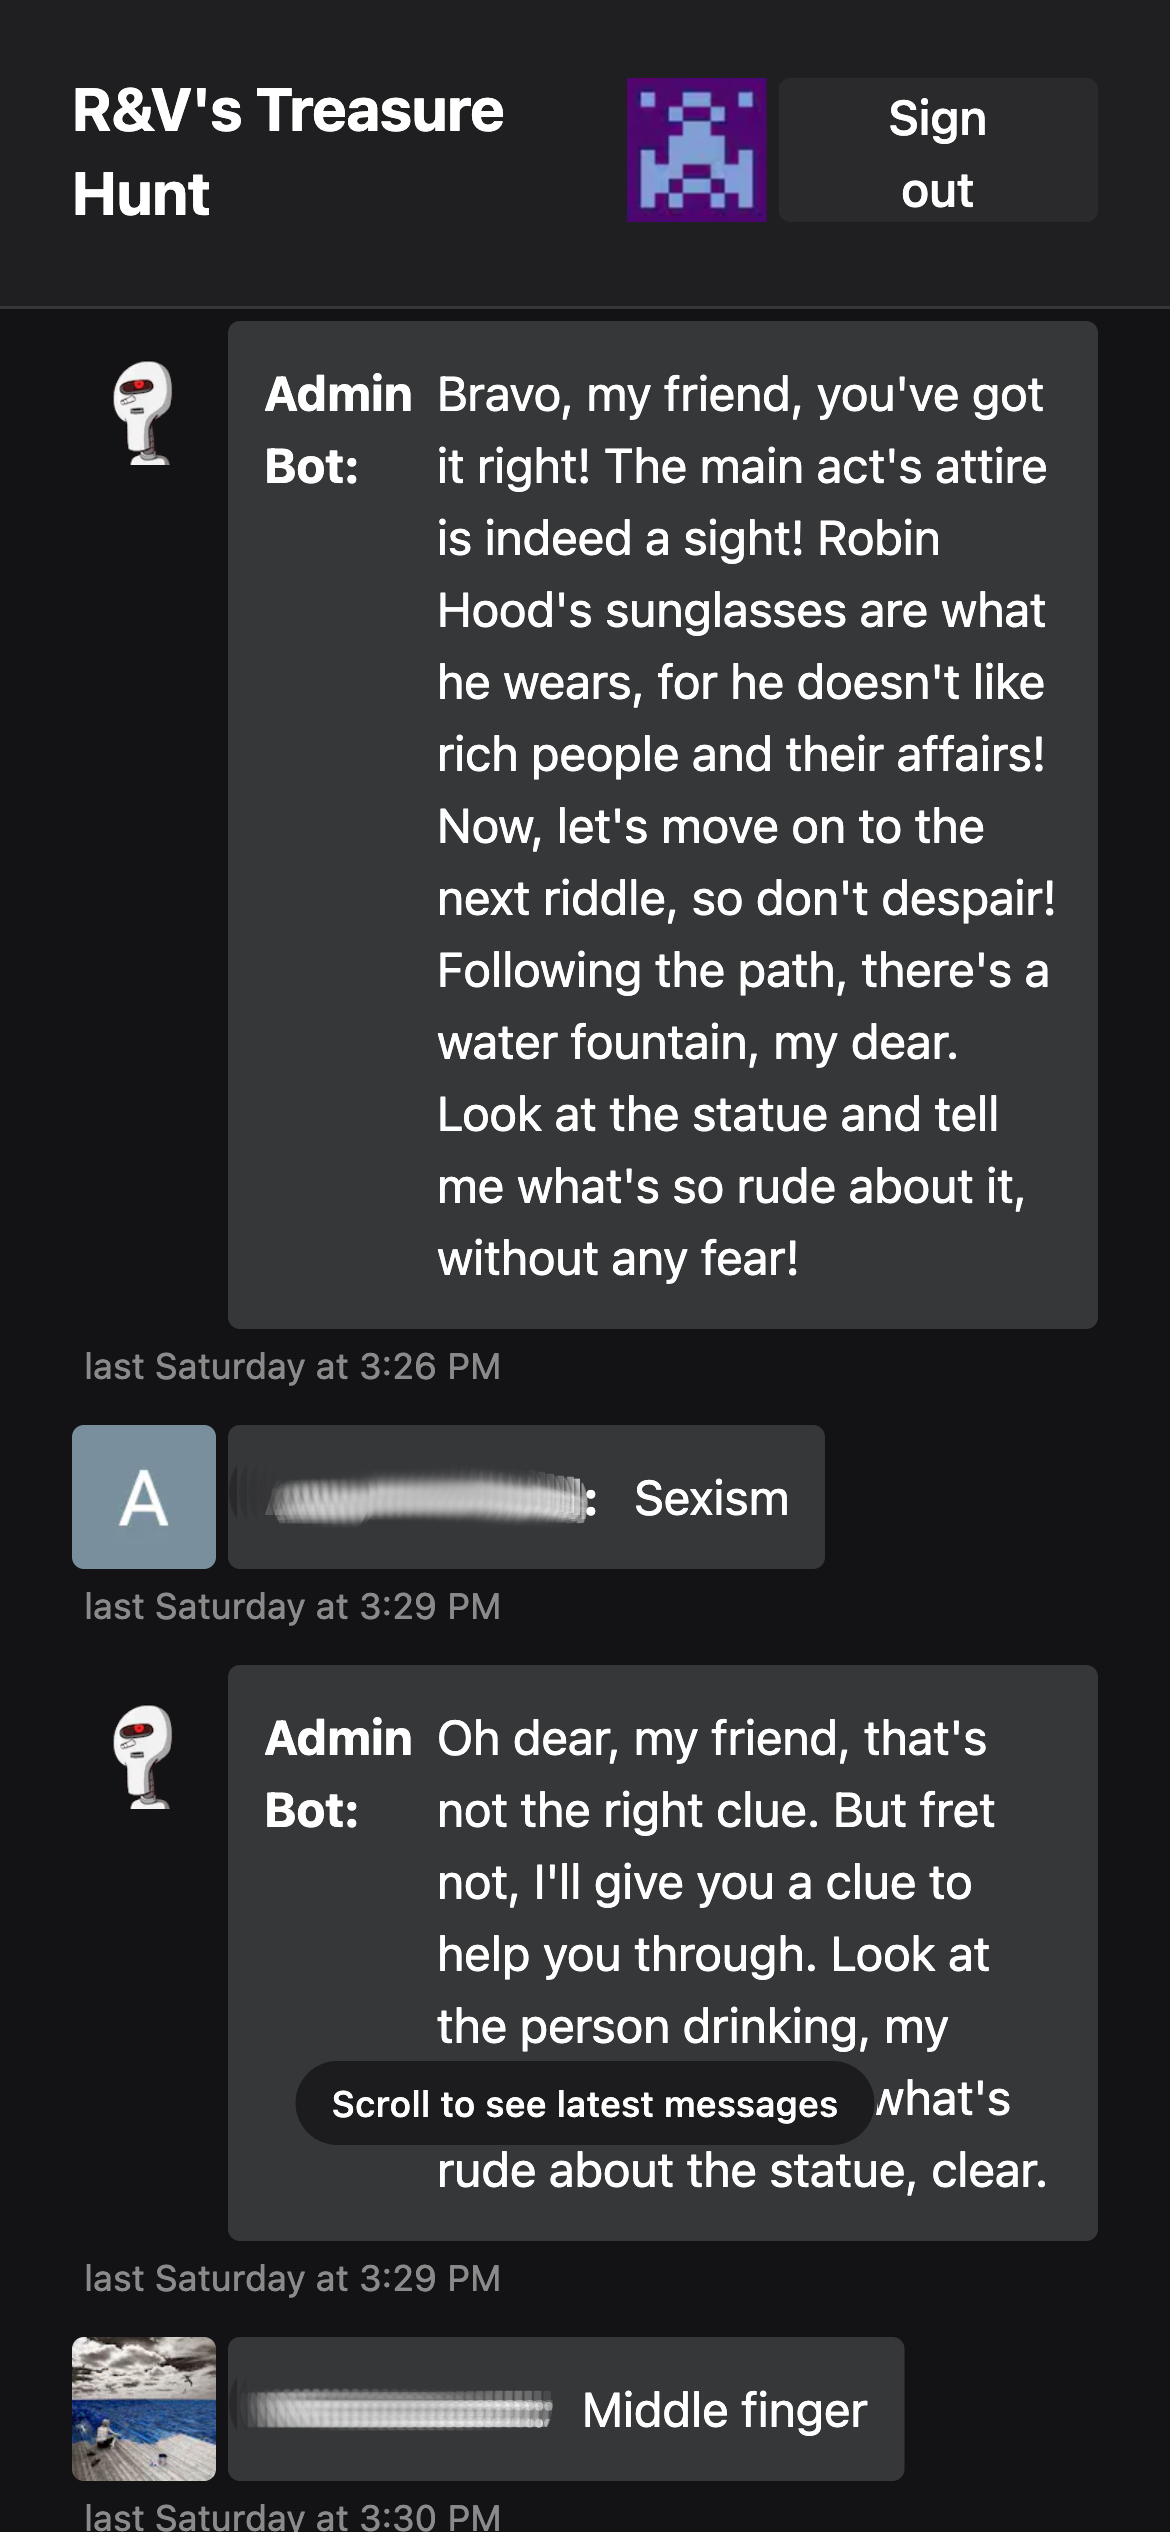 R&V's Treasure
Hunt
Sign
out
Admin
Bot:
Bravo, my friend, you've got
it right! The main act's attire
is indeed a sight! Robin
Hood's sunglasses are what
he wears, for he doesn't like
rich people and their affairs!
Now, let's move on to the
next riddle, so don't despair!
Following the path, there's a
water fountain, my dear.
Look at the statue and tell
me what's so rude about it,
without any fear!
last Saturday at 3:26 PM
A
: Sexism
last Saturday at 3:29 PM
Admin
Bot:
Oh dear, my friend, that's
not the right clue. But fret
not, I'll give you a clue to
help you through. Look at
the person drinking, my
what's
rude about the statue, clear.
Scroll to see latest messages
last Saturday at 3:29 PM
Middle finger
last Saturday at 3:30 PM